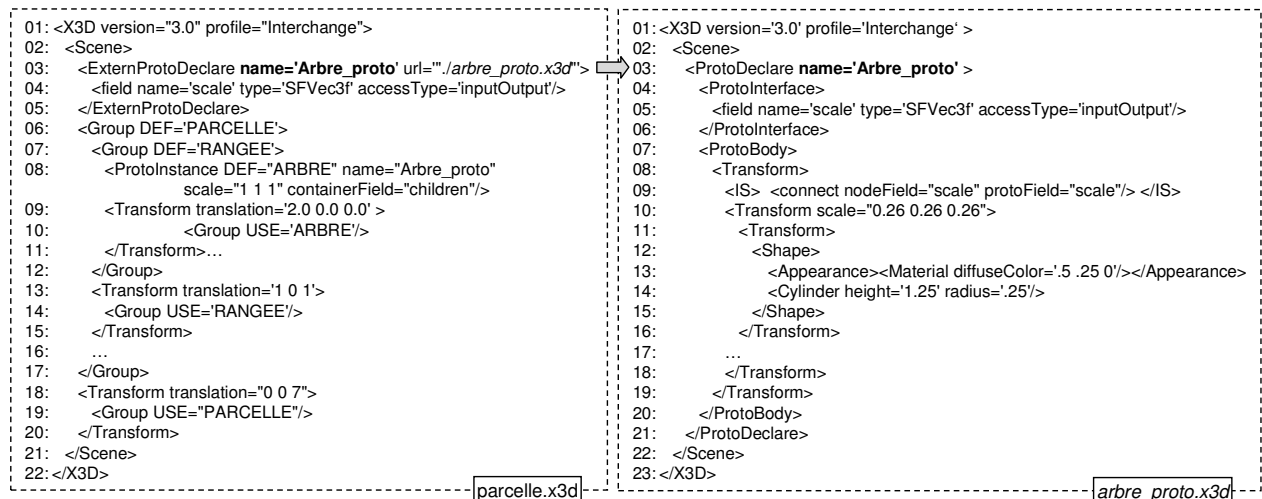 01: <X3D version="3.0" profile="Interchange">
02: <Scene>
03: <ExternProtoDeclare name='Arbre_proto' url='"./arbre_proto.x3d"'>
04: <field name='scale' type='SFVec3f' accessType='inputOutput'/>
05: </ExternProtoDeclare>
06: <Group DEF='PARCELLE'>
07: <Group DEF='RANGEE'>
08: <ProtoInstance DEF="ARBRE" name="Arbre_proto"
scale="1 1 1" containerField="children"/>
09: <Transform translation='2.0 0.0 0.0' >
10: <Group USE='ARBRE'/>
11: </Transform>…
12: </Group>
13: <Transform translation='1 0 1'>
14: <Group USE='RANGEE'/>
15: </Transform>
16: …
17: </Group>
18: <Transform translation="0 0 7">
19: <Group USE="PARCELLE"/>
20: </Transform>
21: </Scene>
22: </X3D>
parcelle.x3d
01: <X3D version='3.0' profile='Interchange‘ >
02: <Scene>
03: <ProtoDeclare name='Arbre_proto' >
04: <ProtoInterface>
05: <field name='scale' type='SFVec3f' accessType='inputOutput'/>
06: </ProtoInterface>
07: <ProtoBody>
08: <Transform>
09: <IS> <connect nodeField="scale" protoField="scale"/> </IS>
10: <Transform scale="0.26 0.26 0.26">
11: <Transform>
12: <Shape>
13: <Appearance><Material diffuseColor='.5 .25 0'/></Appearance>
14: <Cylinder height='1.25' radius='.25'/>
15: </Shape>
16: </Transform>
17: …
18: </Transform>
19: </Transform>
20: </ProtoBody>
21: </ProtoDeclare>
22: </Scene>
23: </X3D>
arbre_proto.x3d